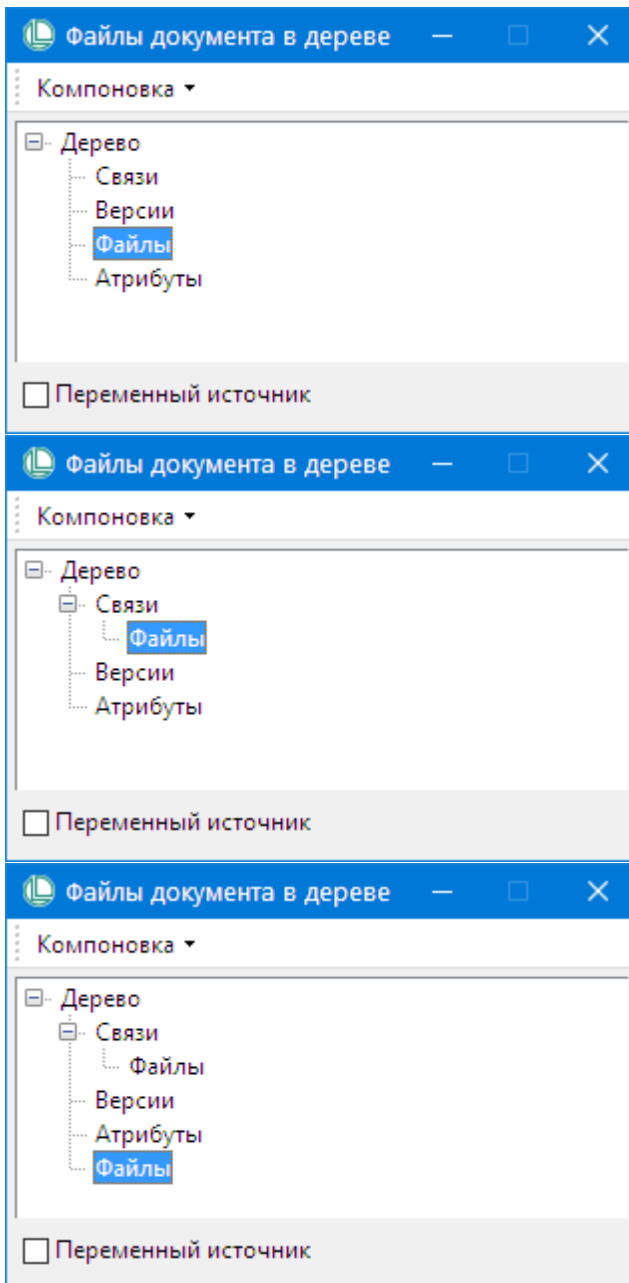 Файлы документа в дереве
Компоновка
Дерево
Связи
Версии
Файлы
Атрибуты
Переменный источник
Файлы документа в дереве
Компоновка
Дерево
Связи
Файлы
Версии
Атрибуты
Переменный источник
Файлы документа в дереве
Компоновка
Дерево
Связи
Файлы
Версии
Атрибуты
Файлы
Переменный источник